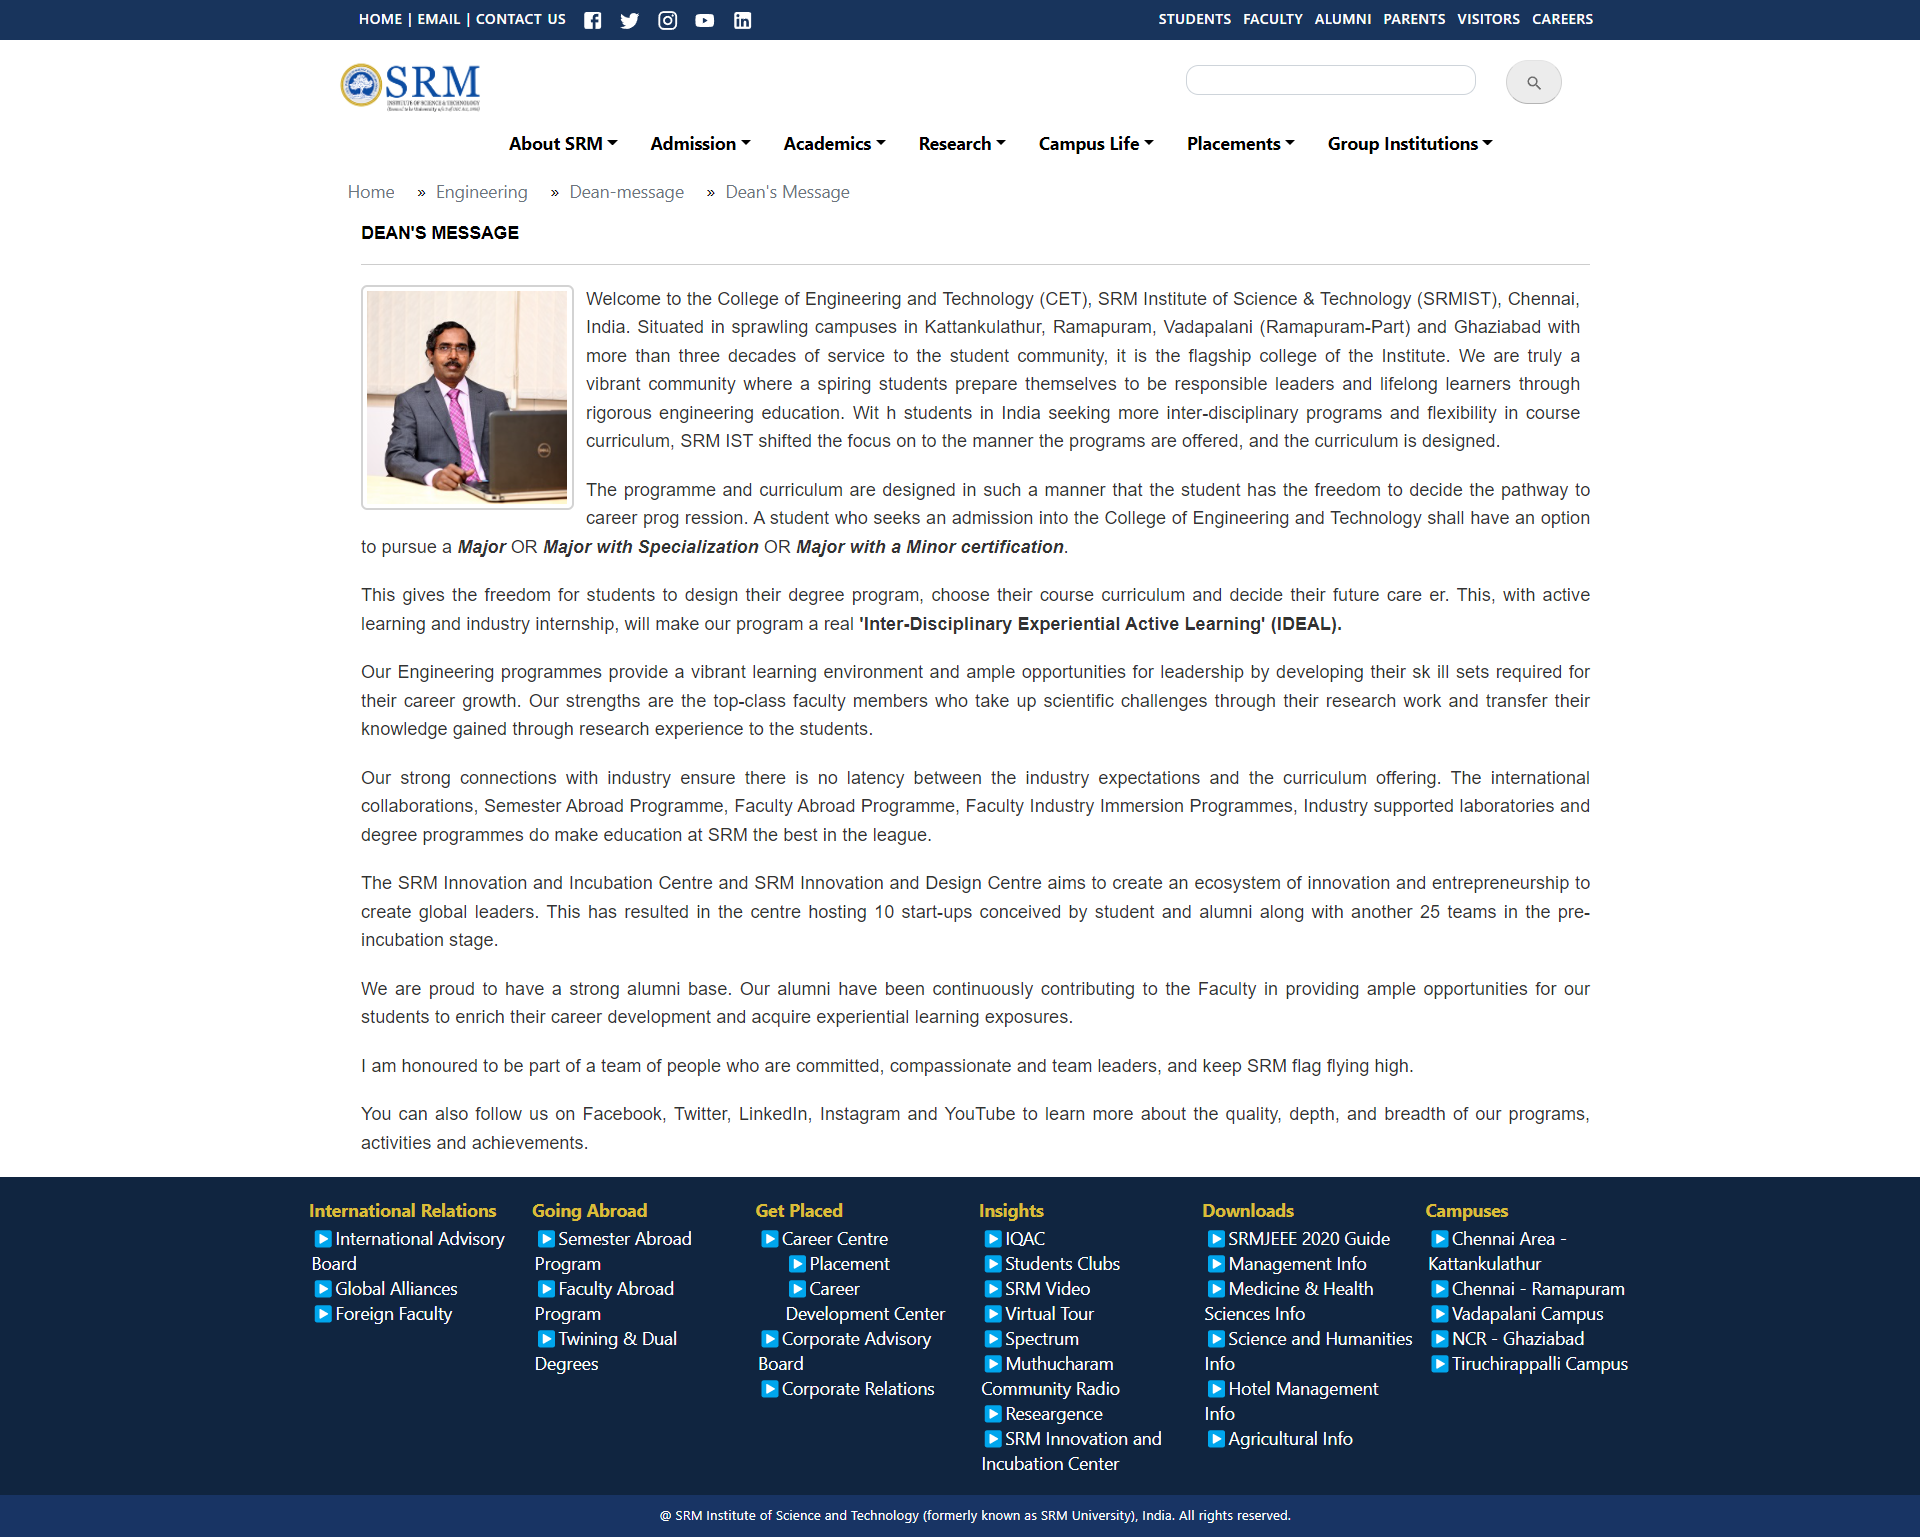 HOME | EMAIL | CONTACT US
STUDENTS FACULTY ALUMNI PARENTS VISITORS CAREERS
SRM
INSTITUTE OF SCIENCE & TECHNOLOGY
About SRM Admission Academics Research Campus Life Placements Group Institutions
Home » Engineering » Dean-message » Dean's Message
DEAN'S MESSAGE
Welcome to the College of Engineering and Technology (CET), SRM Institute of Science & Technology (SRMIST), Chennai,
India. Situated in sprawling campuses in Kattankulathur, Ramapuram, Vadapalani (Ramapuram-Part) and Ghaziabad with
more than three decades of service to the student community, it is the flagship college of the Institute. We are truly a
vibrant community where a spiring students prepare themselves to be responsible leaders and lifelong learners through
rigorous engineering education. Wit h students in India seeking more inter-disciplinary programs and flexibility in course
curriculum, SRM IST shifted the focus on to the manner the programs are offered, and the curriculum is designed.
The programme and curriculum are designed in such a manner that the student has the freedom to decide the pathway to
career prog ression. A student who seeks an admission into the College of Engineering and Technology shall have an option
to pursue a Major OR Major with Specialization OR Major with a Minor certification.
This gives the freedom for students to design their degree program, choose their course curriculum and decide their future care er. This, with active
learning and industry internship, will make our program a real 'Inter-Disciplinary Experiential Active Learning' (IDEAL).
Our Engineering programmes provide a vibrant learning environment and ample opportunities for leadership by developing their sk ill sets required for
their career growth. Our strengths are the top-class faculty members who take up scientific challenges through their research work and transfer their
knowledge gained through research experience to the students.
Our strong connections with industry ensure there is no latency between the industry expectations and the curriculum offering. The international
collaborations, Semester Abroad Programme, Faculty Abroad Programme, Faculty Industry Immersion Programmes, Industry supported laboratories and
degree programmes do make education at SRM the best in the league.
The SRM Innovation and Incubation Centre and SRM Innovation and Design Centre aims to create an ecosystem of innovation and entrepreneurship to
create global leaders. This has resulted in the centre hosting 10 start-ups conceived by student and alumni along with another 25 teams in the pre-
incubation stage.
We are proud to have a strong alumni base. Our alumni have been continuously contributing to the Faculty in providing ample opportunities for our
students to enrich their career development and acquire experiential learning exposures.
I am honoured to be part of a team of people who are committed, compassionate and team leaders, and keep SRM flag flying high.
You can also follow us on Facebook, Twitter, LinkedIn, Instagram and YouTube to learn more about the quality, depth, and breadth of our programs,
activities and achievements.
International Relations
International Advisory
Board
Global Alliances
Foreign Faculty
Going Abroad
Semester Abroad
Program
Faculty Abroad
Program
Twining & Dual
Degrees
Get Placed
Career Centre
Placement
Career
Development Center
Corporate Advisory
Board
Corporate Relations
Insights
IQAC
Students Clubs
SRM Video
Virtual Tour
Spectrum
Muthucharam
Community Radio
Researgence
SRM Innovation and
Incubation Center
Downloads
SRMJEEE 2020 Guide
Management Info
Medicine & Health
Sciences Info
Science and Humanities
Info
Hotel Management
Info
Agricultural Info
Campuses
Chennai Area -
Kattankulathur
Chennai - Ramapuram
Vadapalani Campus
NCR - Ghaziabad
Tiruchirappalli Campus
@ SRM Institute of Science and Technology (formerly known as SRM University), India. All rights reserved.